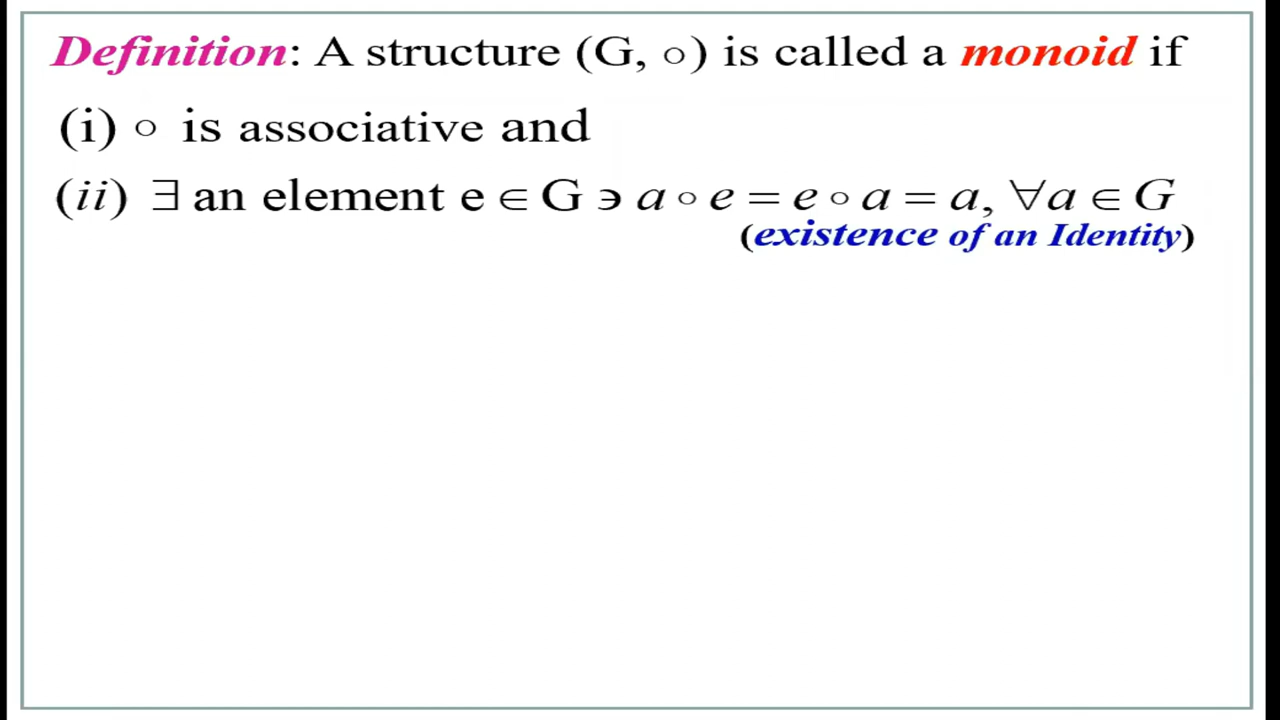 Definition: A structure (G, ∘) is called a monoid if
(i) ∘ is associative and
(ii) ∃ an element e ∈ G ∍ a ∘ e = e ∘ a = a, ∀a ∈ G
(existence of an Identity)